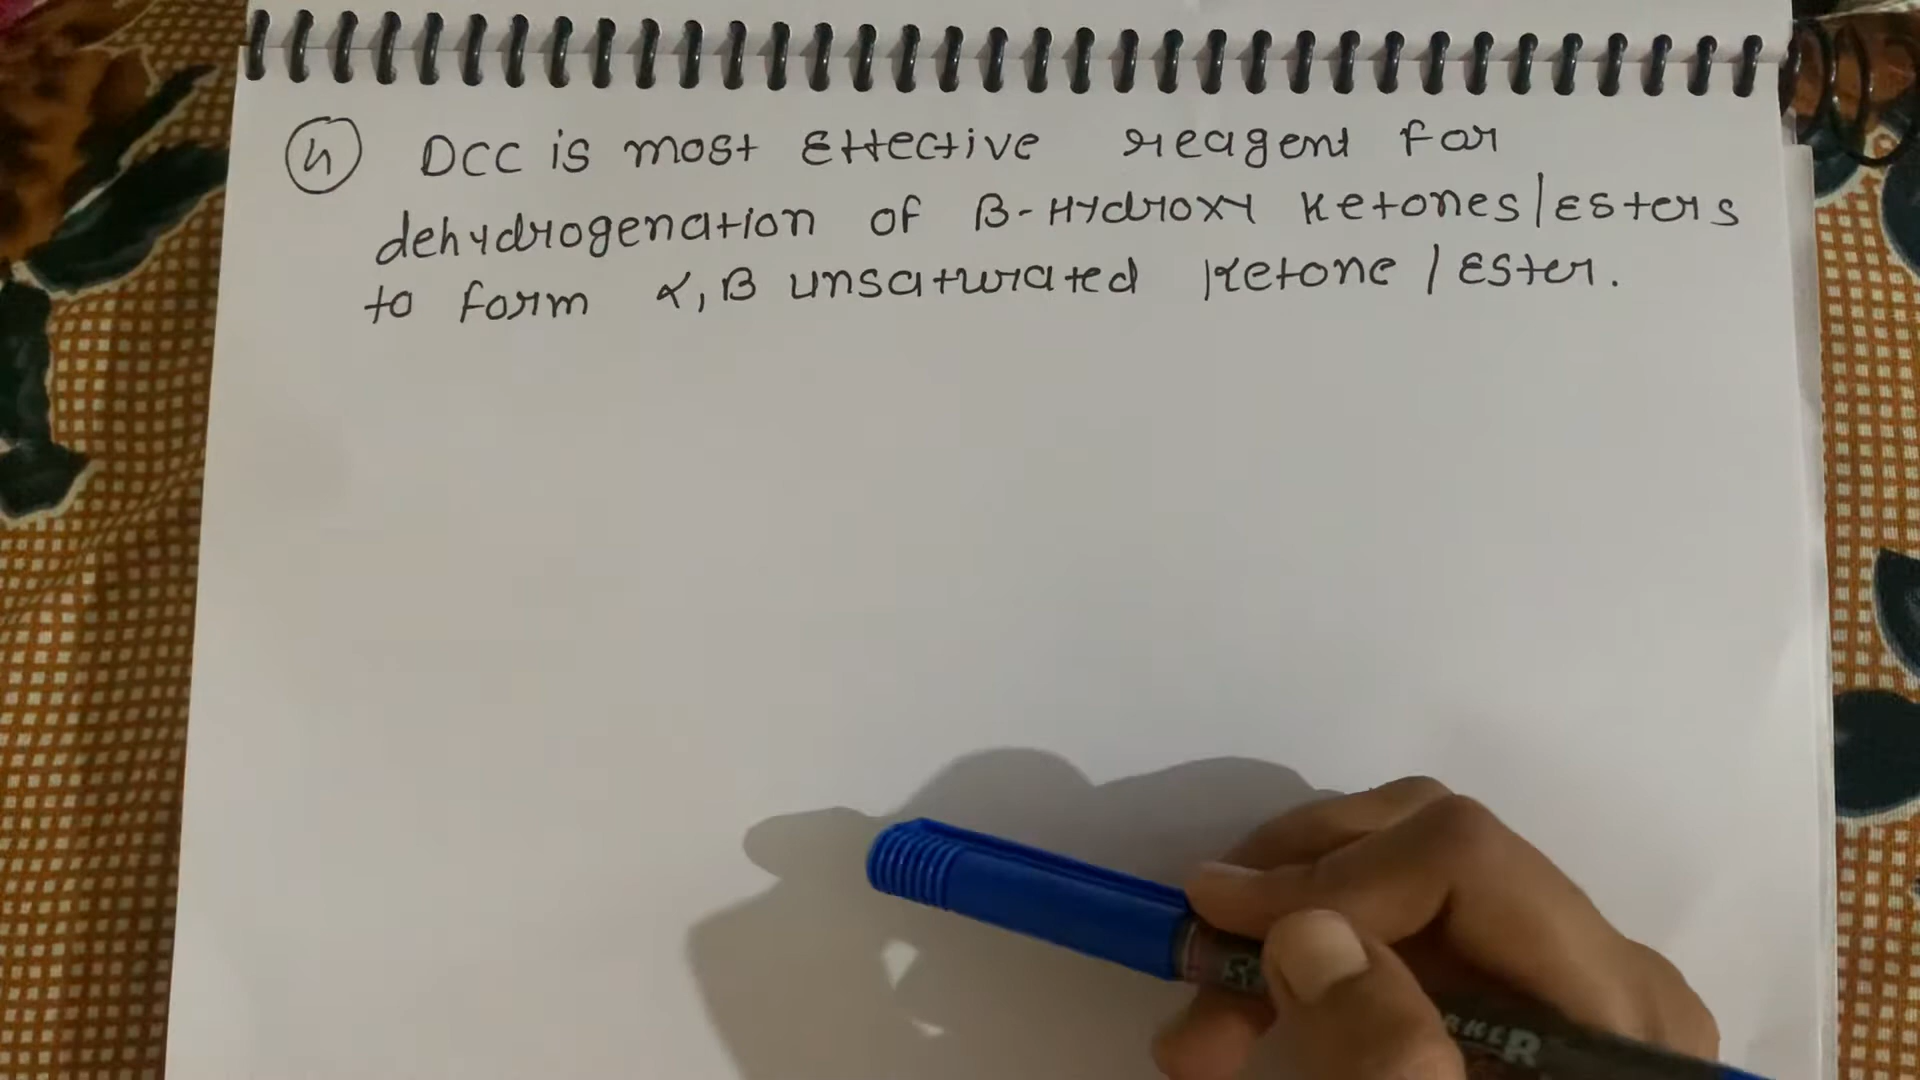 ④ DCC is most Effective reagent for
dehydrogenation of β-Hydroxy Ketones/Esters
to form α,β unsaturated Ketone / Ester.